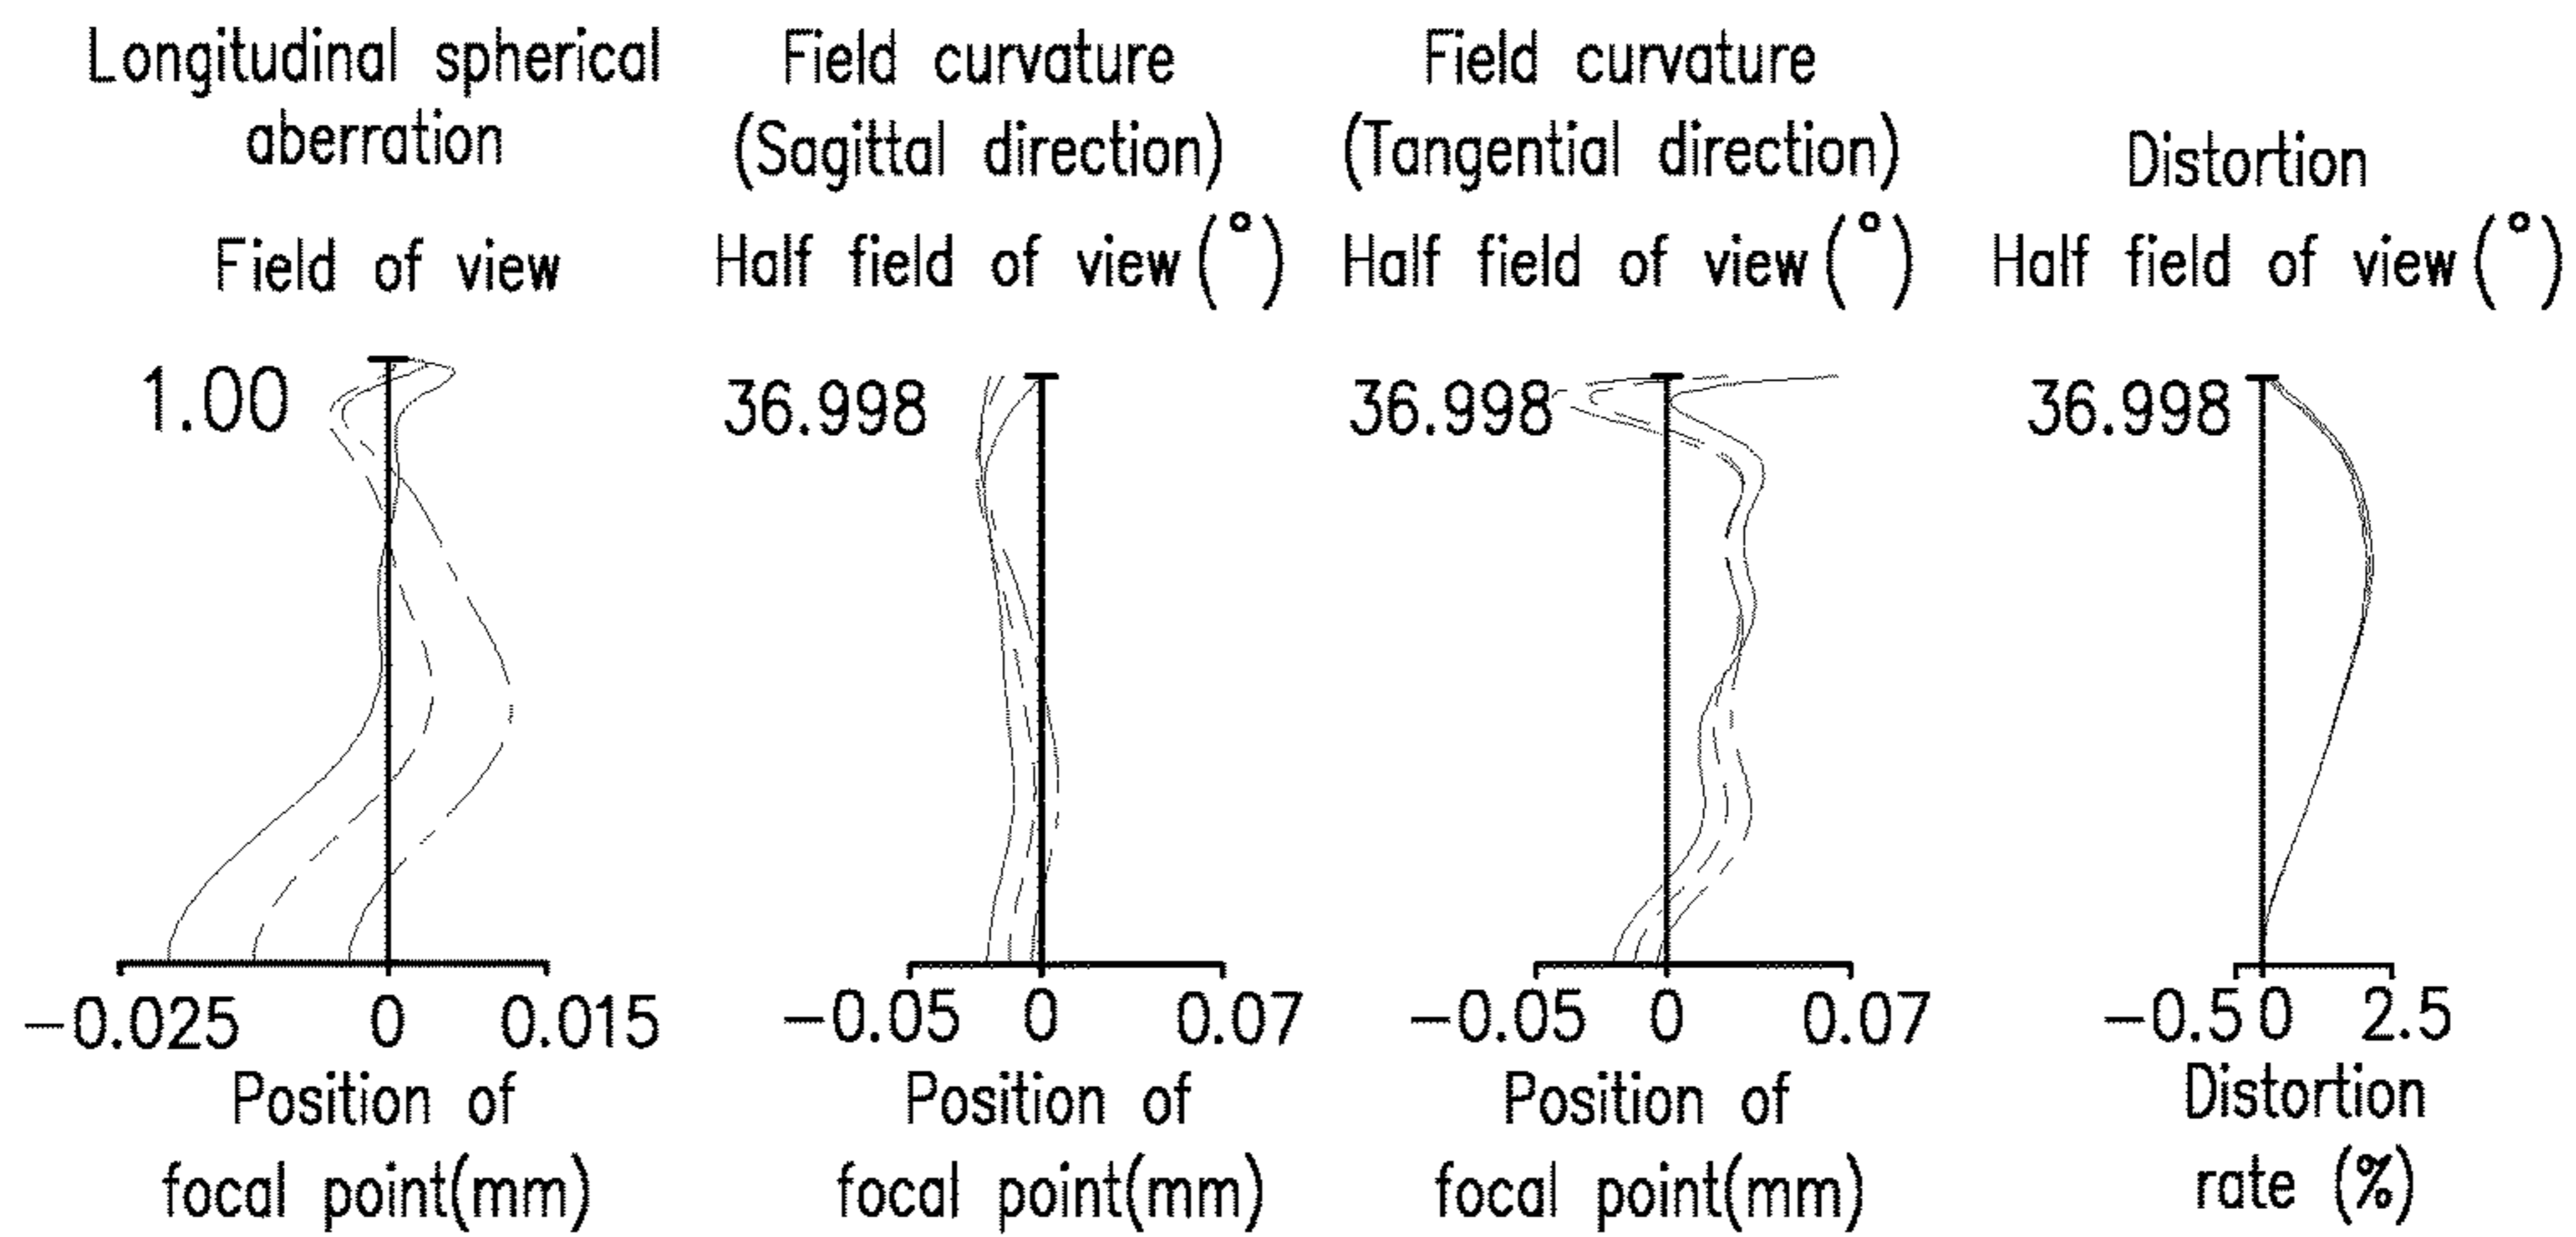 Longitudinal spherical
aberration
Field of view
1.00
−0.025 0 0.015
Position of
focal point(mm)
Field curvature
(Sagittal direction)
Half field of view(°)
36.998
−0.05 0 0.07
Position of
focal point(mm)
Field curvature
(Tangential direction)
Half field of view(°)
36.998
−0.05 0 0.07
Position of
focal point(mm)
Distortion
Half field of view(°)
36.998
−0.5 0 2.5
Distortion
rate (%)